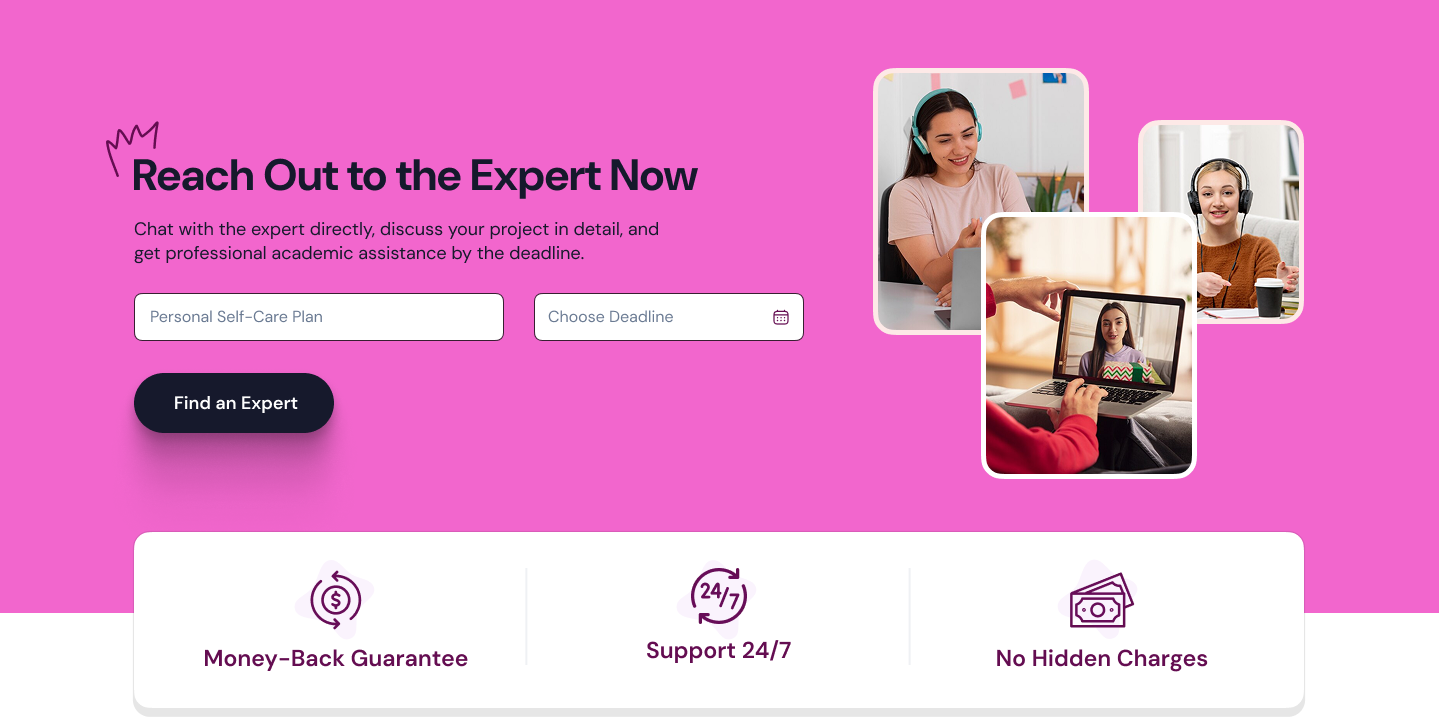 Reach Out to the Expert Now
Chat with the expert directly, discuss your project in detail, and
get professional academic assistance by the deadline.
Personal Self-Care Plan
Choose Deadline
Find an Expert
$
24/7
Money-Back Guarantee
Support 24/7
No Hidden Charges